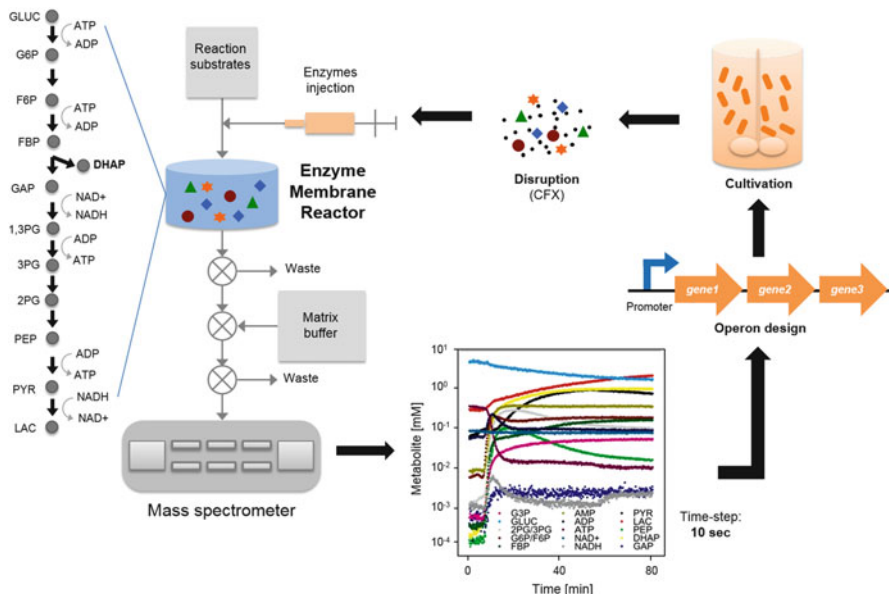 GLUC
ATP
ADP
G6P
F6P
ATP
ADP
FBP
DHAP
GAP
NAD+
NADH
1,3PG
ADP
ATP
3PG
2PG
PEP
ADP
ATP
PYR
NADH
NAD+
LAC
Reaction
substrates
Enzymes
injection
Enzyme
Membrane
Reactor
Waste
Matrix
buffer
Waste
Mass spectrometer
Disruption
(CFX)
Cultivation
Promoter
gene1
gene2
gene3
Operon design
Metabolite [mM]
10¹
10⁰
10⁻¹
10⁻²
10⁻³
10⁻⁴
G3P
GLUC
2PG/3PG
G6P/F6P
FBP
AMP
ADP
ATP
NAD+
NADH
PYR
LAC
PEP
DHAP
GAP
0
40
80
Time [min]
Time-step:
10 sec